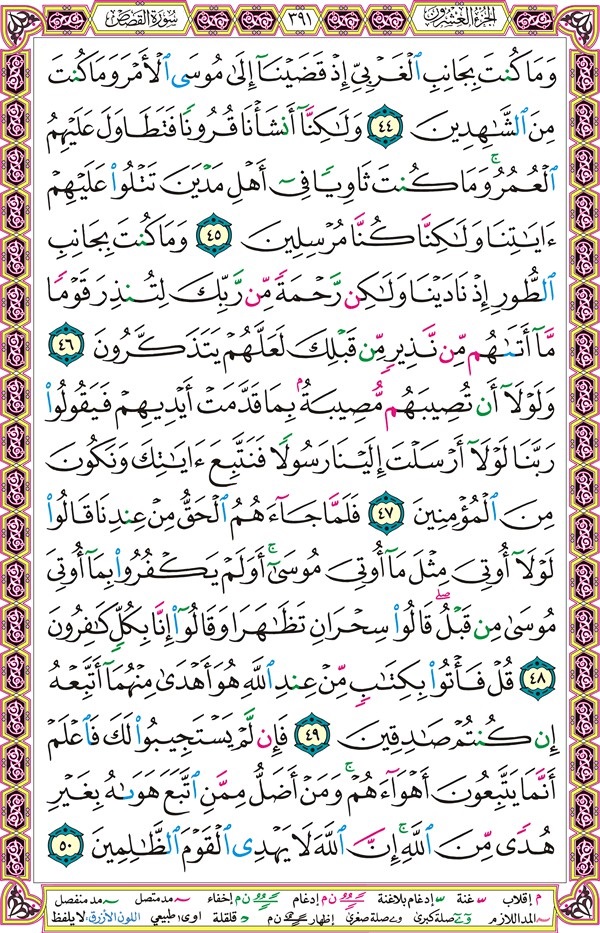 الجزء العشرون
٣٩١
سورة القصص
وَمَا كُنتَ بِجَانِبِ ٱلْغَرْبِىِّ إِذْ قَضَيْنَآ إِلَىٰ مُوسَى ٱلْأَمْرَ وَمَا كُنتَ
مِنَ ٱلشَّٰهِدِينَ ٤٤ وَلَٰكِنَّآ أَنشَأْنَا قُرُونًا فَتَطَاوَلَ عَلَيْهِمُ
ٱلْعُمُرُ ۚ وَمَا كُنتَ ثَاوِيًا فِىٓ أَهْلِ مَدْيَنَ تَتْلُوا۟ عَلَيْهِمْ
ءَايَٰتِنَا وَلَٰكِنَّا كُنَّا مُرْسِلِينَ ٤٥ وَمَا كُنتَ بِجَانِبِ
ٱلطُّورِ إِذْ نَادَيْنَا وَلَٰكِن رَّحْمَةً مِّن رَّبِّكَ لِتُنذِرَ قَوْمًا
مَّآ أَتَىٰهُم مِّن نَّذِيرٍ مِّن قَبْلِكَ لَعَلَّهُمْ يَتَذَكَّرُونَ ٤٦
وَلَوْلَآ أَن تُصِيبَهُم مُّصِيبَةٌۢ بِمَا قَدَّمَتْ أَيْدِيهِمْ فَيَقُولُوا۟
رَبَّنَا لَوْلَآ أَرْسَلْتَ إِلَيْنَا رَسُولًا فَنَتَّبِعَ ءَايَٰتِكَ وَنَكُونَ
مِنَ ٱلْمُؤْمِنِينَ ٤٧ فَلَمَّا جَآءَهُمُ ٱلْحَقُّ مِنْ عِندِنَا قَالُوا۟
لَوْلَآ أُوتِىَ مِثْلَ مَآ أُوتِىَ مُوسَىٰٓ ۚ أَوَلَمْ يَكْفُرُوا۟ بِمَآ أُوتِىَ
مُوسَىٰ مِن قَبْلُ ۖ قَالُوا۟ سِحْرَانِ تَظَٰهَرَا وَقَالُوٓا۟ إِنَّا بِكُلٍّ كَٰفِرُونَ
٤٨ قُلْ فَأْتُوا۟ بِكِتَٰبٍ مِّنْ عِندِ ٱللَّهِ هُوَ أَهْدَىٰ مِنْهُمَآ أَتَّبِعْهُ
إِن كُنتُمْ صَٰدِقِينَ ٤٩ فَإِن لَّمْ يَسْتَجِيبُوا۟ لَكَ فَٱعْلَمْ
أَنَّمَا يَتَّبِعُونَ أَهْوَآءَهُمْ ۚ وَمَنْ أَضَلُّ مِمَّنِ ٱتَّبَعَ هَوَىٰهُ بِغَيْرِ
هُدًى مِّنَ ٱللَّهِ ۚ إِنَّ ٱللَّهَ لَا يَهْدِى ٱلْقَوْمَ ٱلظَّٰلِمِينَ ٥٠
م إقلاب غنة إدغام بلاغنة ن م إدغام ن م إخفاء مد متصل مد منفصل
المد اللازم صلة كبرى صلة صغرى إظهار ن م قلقلة اوى طبيعي اللون الأزرق: لا يلفظ